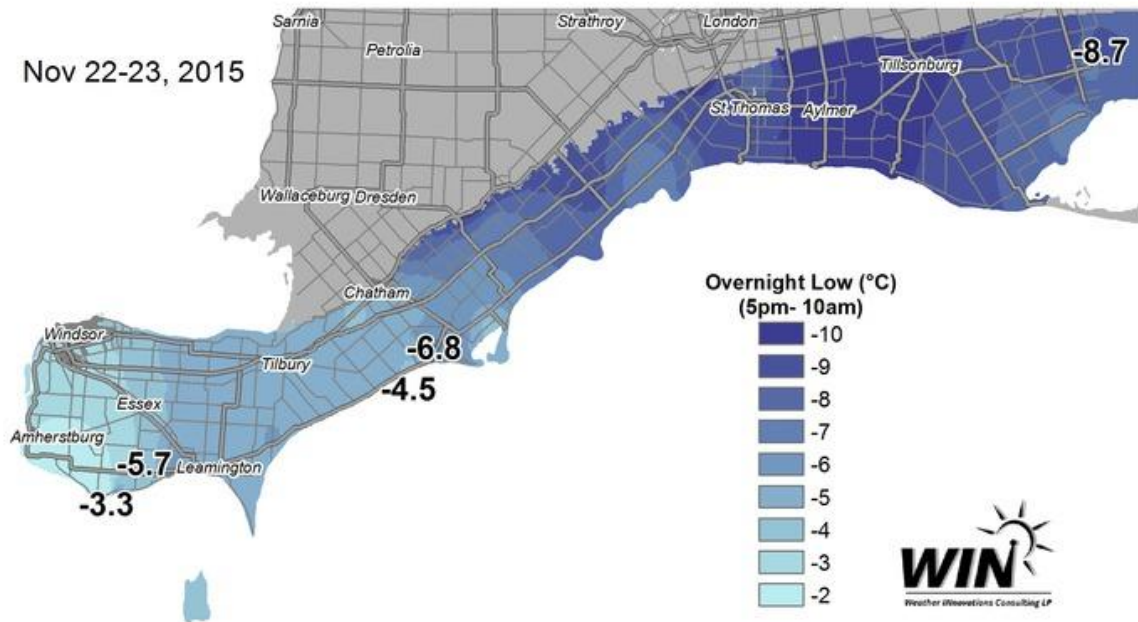 Sarnia
Strathroy
London
Petrolia
Nov 22-23, 2015
-8.7
Tillsonburg
St Thomas
Aylmer
Wallaceburg
Dresden
Chatham
Windsor
Tilbury
-6.8
-4.5
Essex
Amherstburg
-5.7
Leamington
-3.3
Overnight Low (°C)
(5pm- 10am)
-10
-9
-8
-7
-6
-5
-4
-3
-2
WIN
Weather INnovations Consulting LP